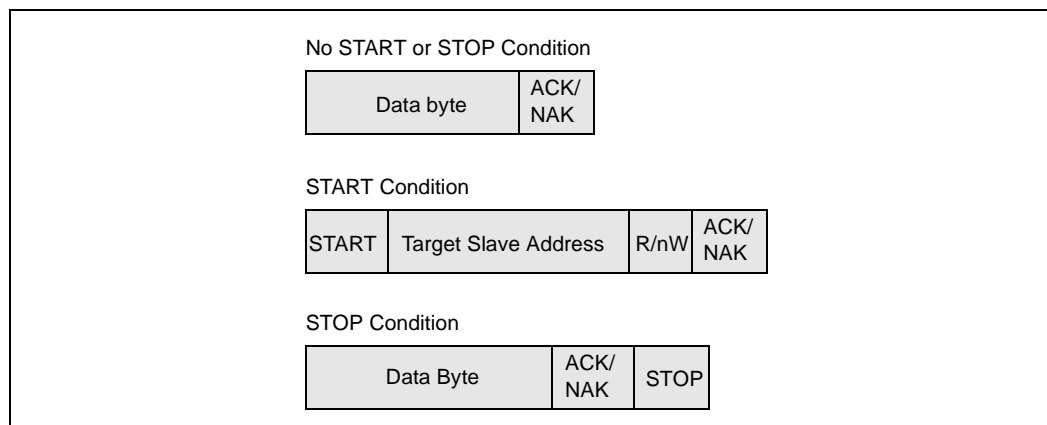 No START or STOP Condition
Data byte
ACK/
NAK
START Condition
START
Target Slave Address
R/nW
ACK/
NAK
STOP Condition
Data Byte
ACK/
NAK
STOP